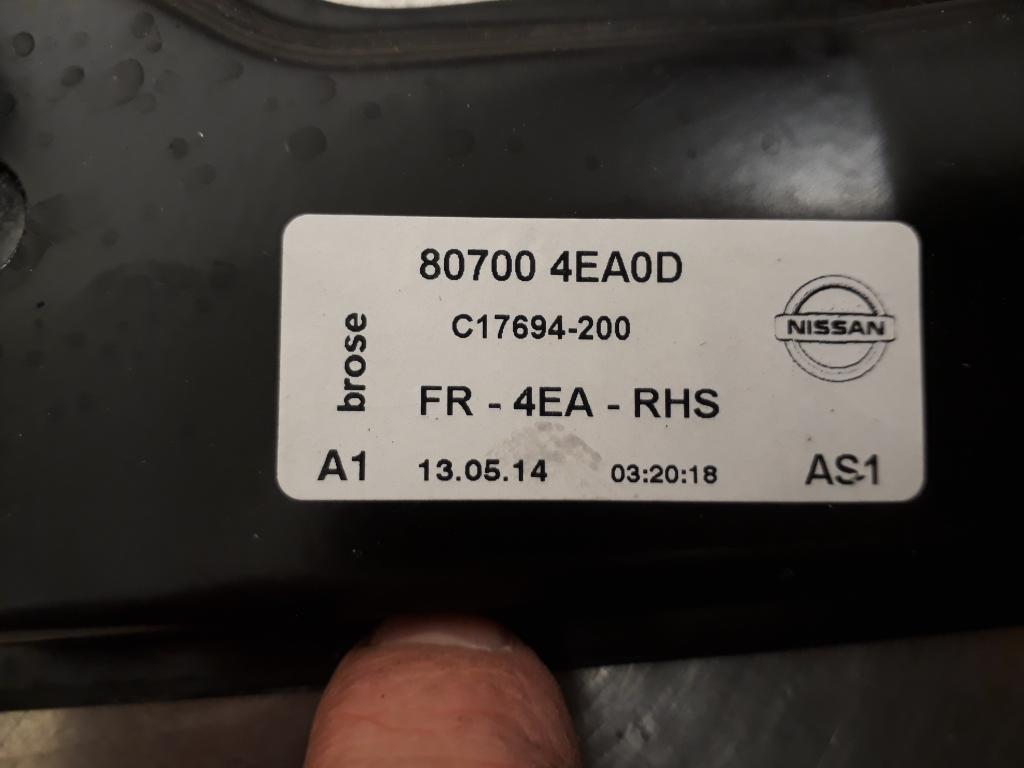 80700 4EA0D
C17694-200
NISSAN
brose
FR - 4EA - RHS
A1 13.05.14 03:20:18 AS1